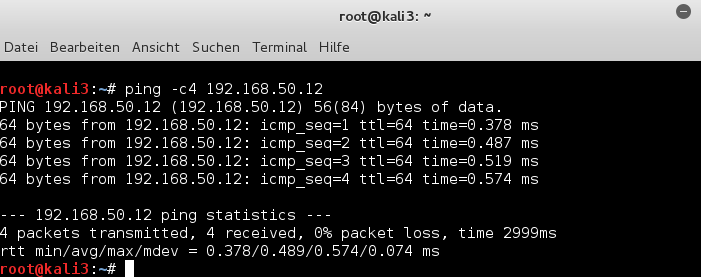 root@kali3: ~
Datei Bearbeiten Ansicht Suchen Terminal Hilfe
root@kali3:~# ping -c4 192.168.50.12
PING 192.168.50.12 (192.168.50.12) 56(84) bytes of data.
64 bytes from 192.168.50.12: icmp_seq=1 ttl=64 time=0.378 ms
64 bytes from 192.168.50.12: icmp_seq=2 ttl=64 time=0.487 ms
64 bytes from 192.168.50.12: icmp_seq=3 ttl=64 time=0.519 ms
64 bytes from 192.168.50.12: icmp_seq=4 ttl=64 time=0.574 ms
--- 192.168.50.12 ping statistics ---
4 packets transmitted, 4 received, 0% packet loss, time 2999ms
rtt min/avg/max/mdev = 0.378/0.489/0.574/0.074 ms
root@kali3:~#